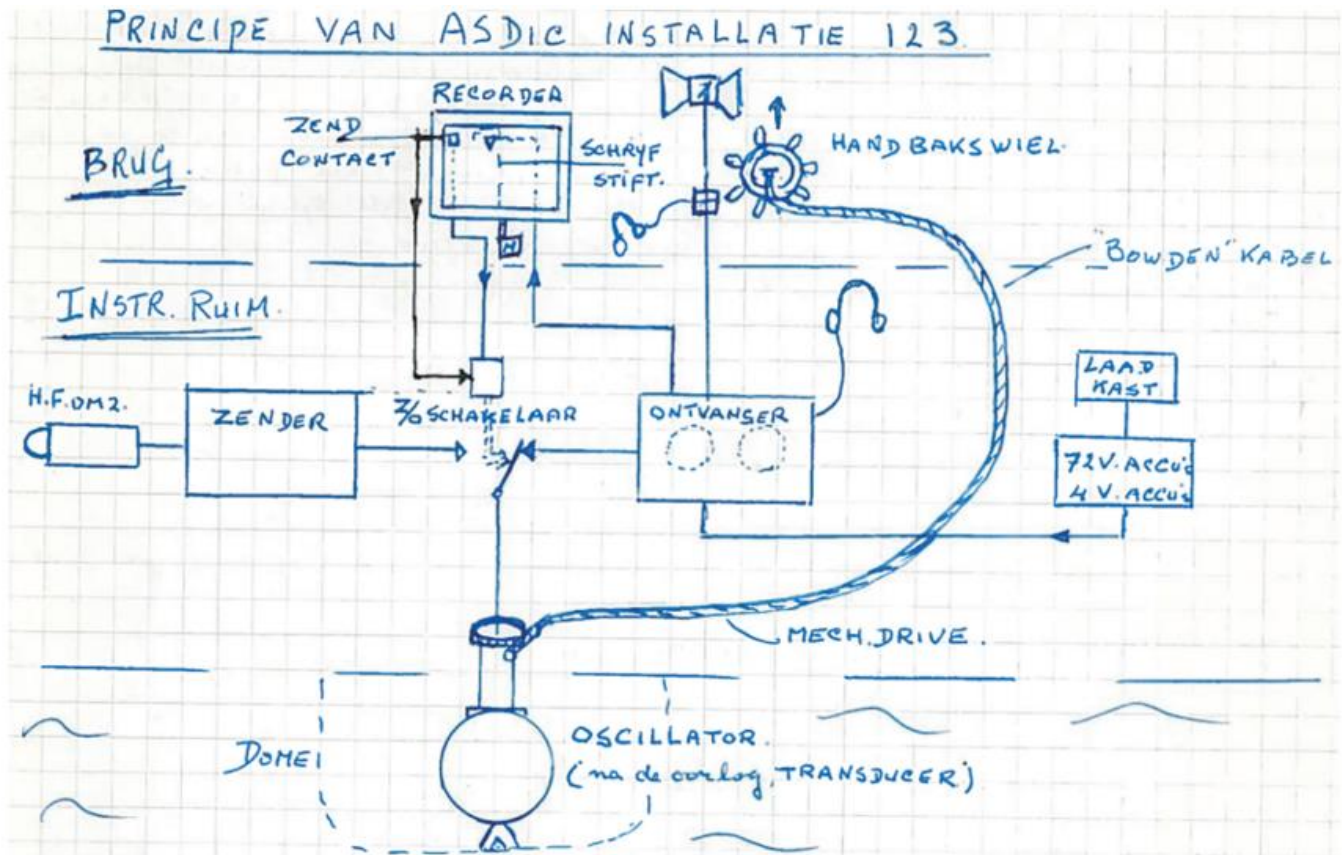 PRINCIPE VAN ASDIC INSTALLATIE 123.
RECORDER
ZEND
CONTACT
SCHRYF
STIFT.
HANDBAKSWIEL.
BRUG.
M
"BOWDEN" KABEL
INSTR. RUIM.
LAAD
KAST
H.F. OMZ.
ZENDER
Z/O SCHAKELAAR
ONTVANGER
72 V. ACCU's
4 V. ACCU's
MECH. DRIVE.
DOME
OSCILLATOR.
(na de oorlog, TRANSDUCER)